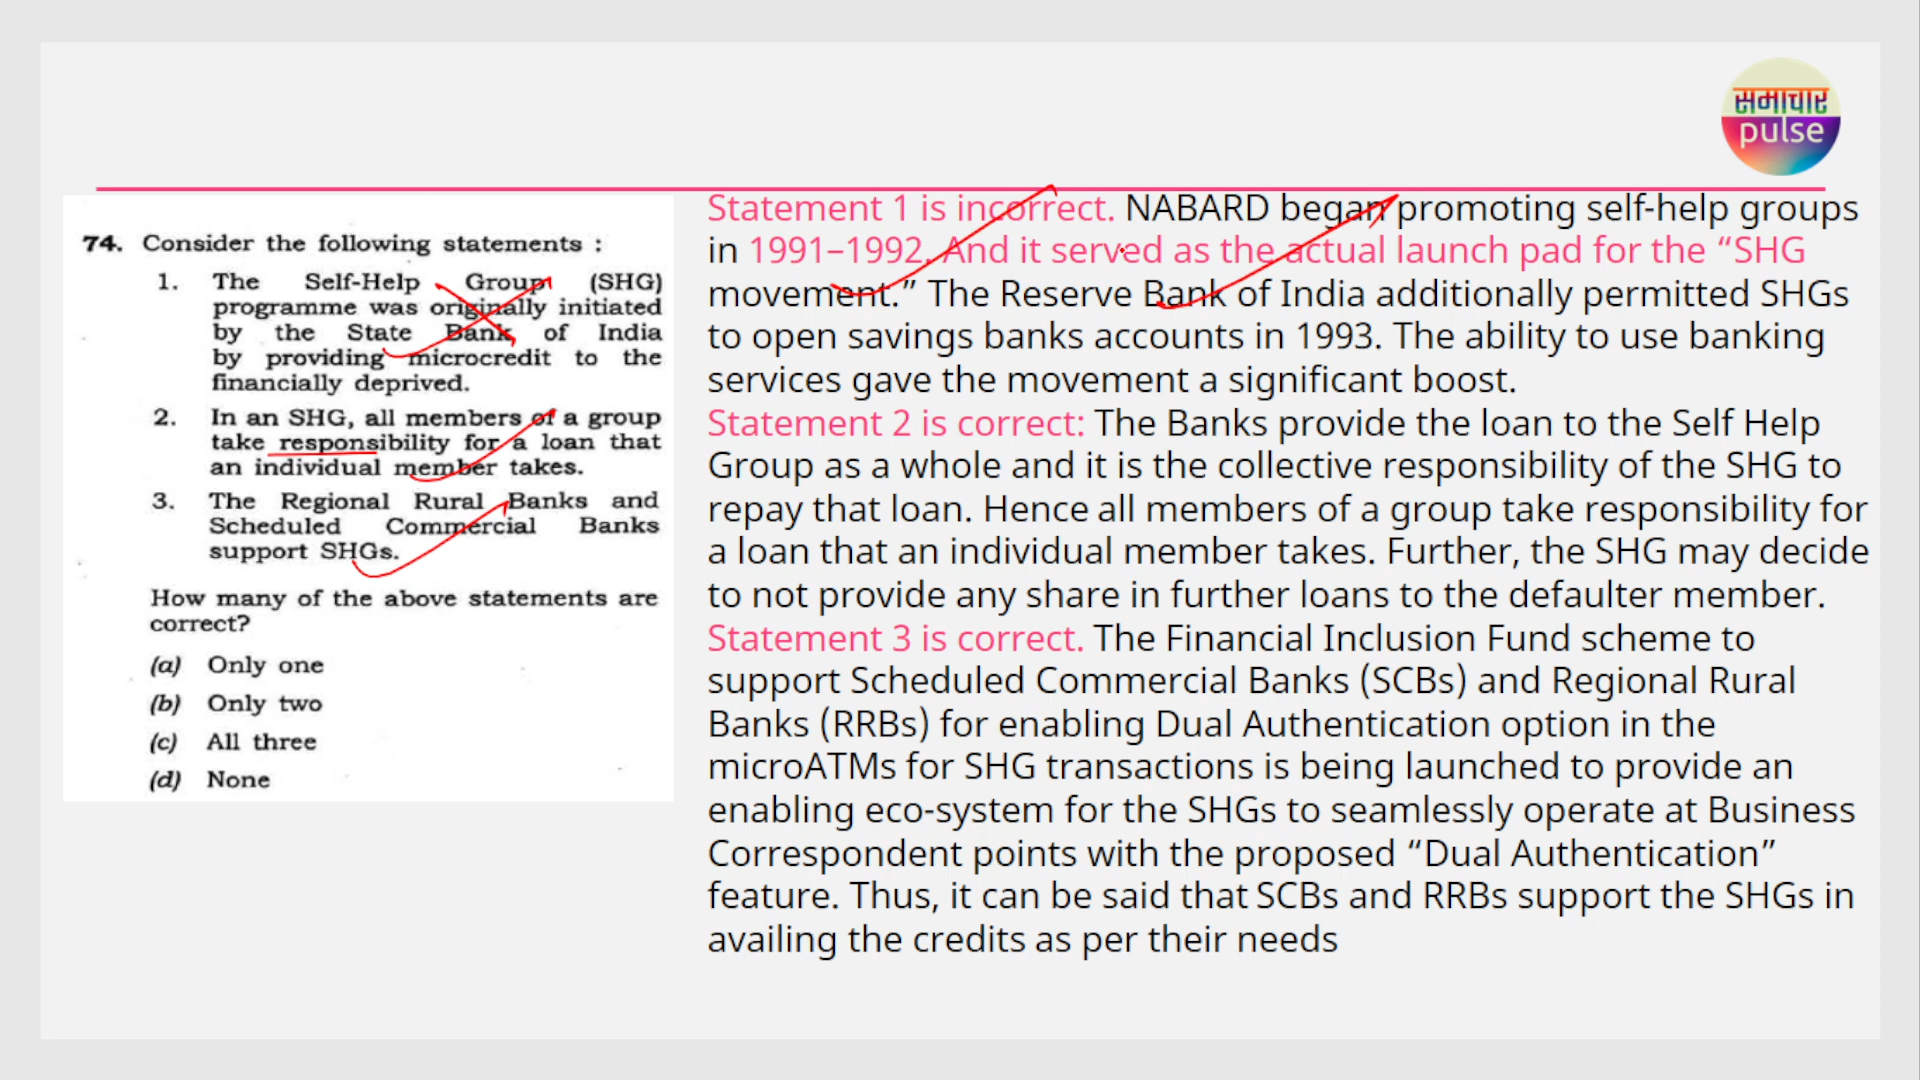 समाचार
pulse
74. Consider the following statements :
1. The Self-Help Group (SHG)
programme was originally initiated
by the State Bank of India
by providing microcredit to the
financially deprived.
2. In an SHG, all members of a group
take responsibility for a loan that
an individual member takes.
3. The Regional Rural Banks and
Scheduled Commercial Banks
support SHGs.
How many of the above statements are
correct?
(a) Only one
(b) Only two
(c) All three
(d) None
Statement 1 is incorrect. NABARD began promoting self-help groups
in 1991–1992. And it served as the actual launch pad for the “SHG
movement.” The Reserve Bank of India additionally permitted SHGs
to open savings banks accounts in 1993. The ability to use banking
services gave the movement a significant boost.
Statement 2 is correct: The Banks provide the loan to the Self Help
Group as a whole and it is the collective responsibility of the SHG to
repay that loan. Hence all members of a group take responsibility for
a loan that an individual member takes. Further, the SHG may decide
to not provide any share in further loans to the defaulter member.
Statement 3 is correct. The Financial Inclusion Fund scheme to
support Scheduled Commercial Banks (SCBs) and Regional Rural
Banks (RRBs) for enabling Dual Authentication option in the
microATMs for SHG transactions is being launched to provide an
enabling eco-system for the SHGs to seamlessly operate at Business
Correspondent points with the proposed “Dual Authentication”
feature. Thus, it can be said that SCBs and RRBs support the SHGs in
availing the credits as per their needs